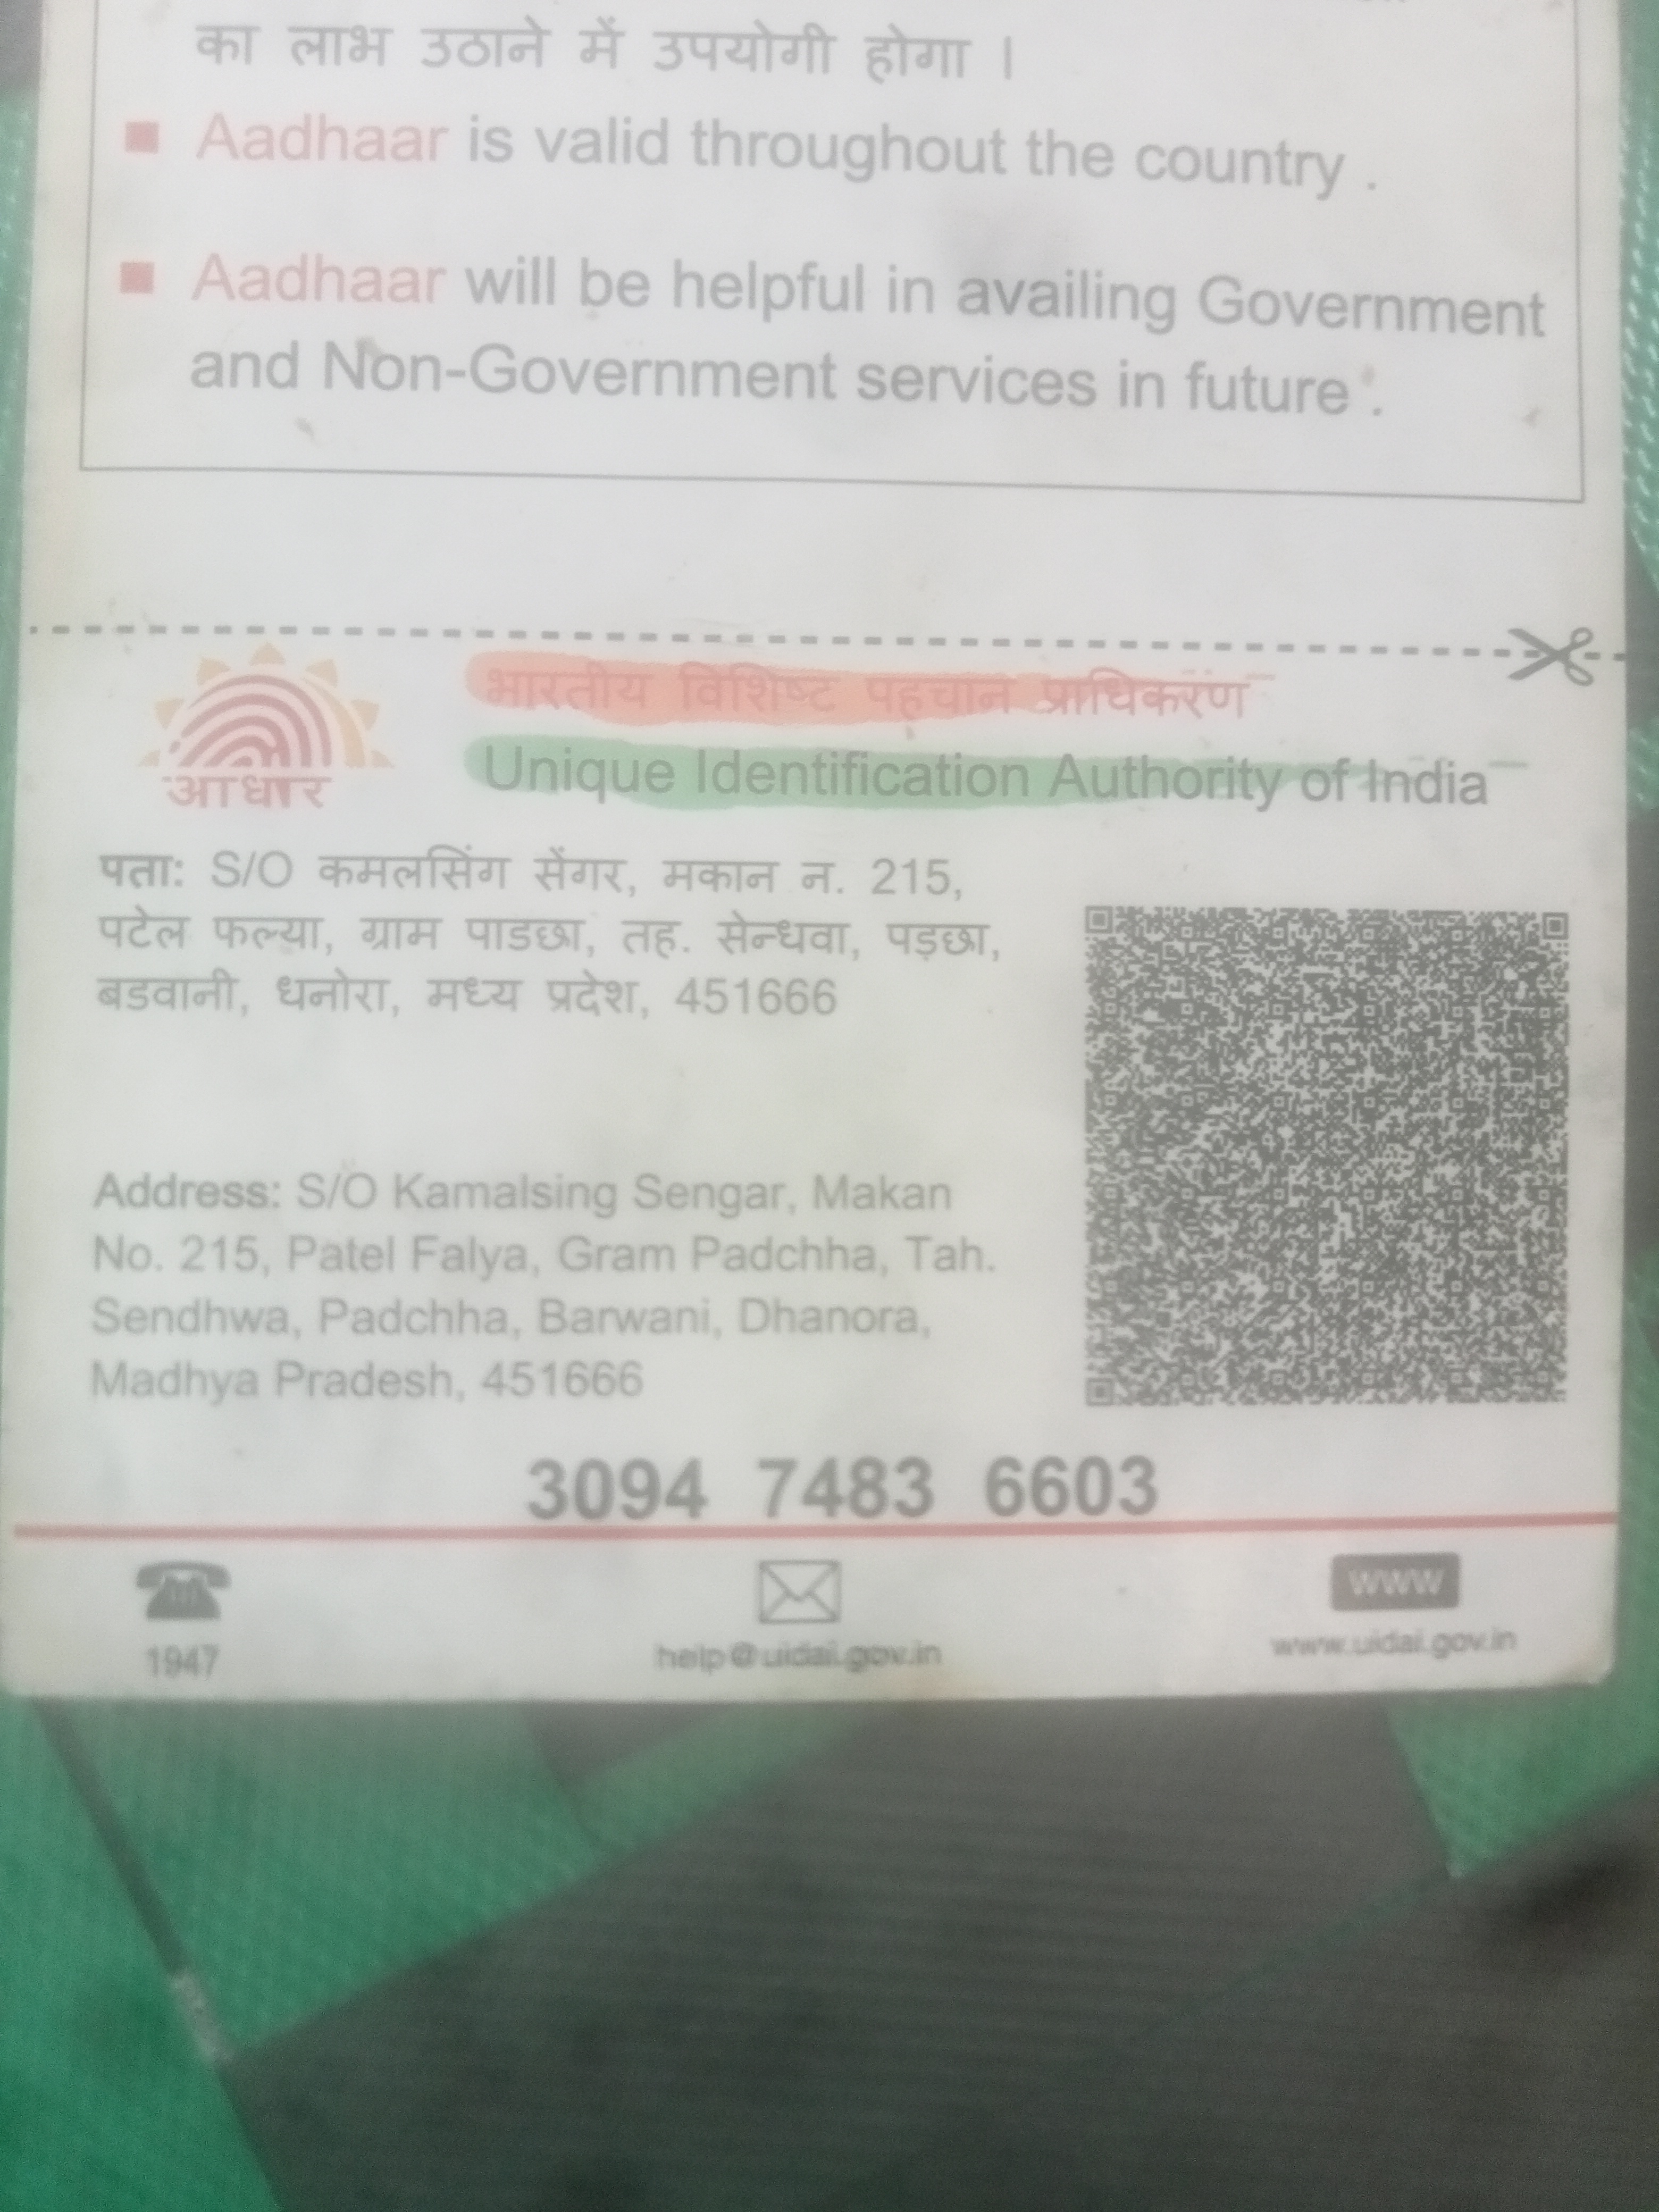 का लाभ उठाने में उपयोगी होगा ।
■ Aadhaar is valid throughout the country .
■ Aadhaar will be helpful in availing Government
and Non-Government services in future .
भारतीय विशिष्ट पहचान प्राधिकरण
आधार
Unique Identification Authority of India
पता: S/O कमलसिंग सेंगर, मकान न. 215,
पटेल फल्या, ग्राम पाडछा, तह. सेन्धवा, पड़छा,
बडवानी, धनोरा, मध्य प्रदेश, 451666
Address: S/O Kamalsing Sengar, Makan
No. 215, Patel Falya, Gram Padchha, Tah.
Sendhwa, Padchha, Barwani, Dhanora,
Madhya Pradesh, 451666
3094 7483 6603
www
1947
help@uidai.gov.in
www.uidai.gov.in